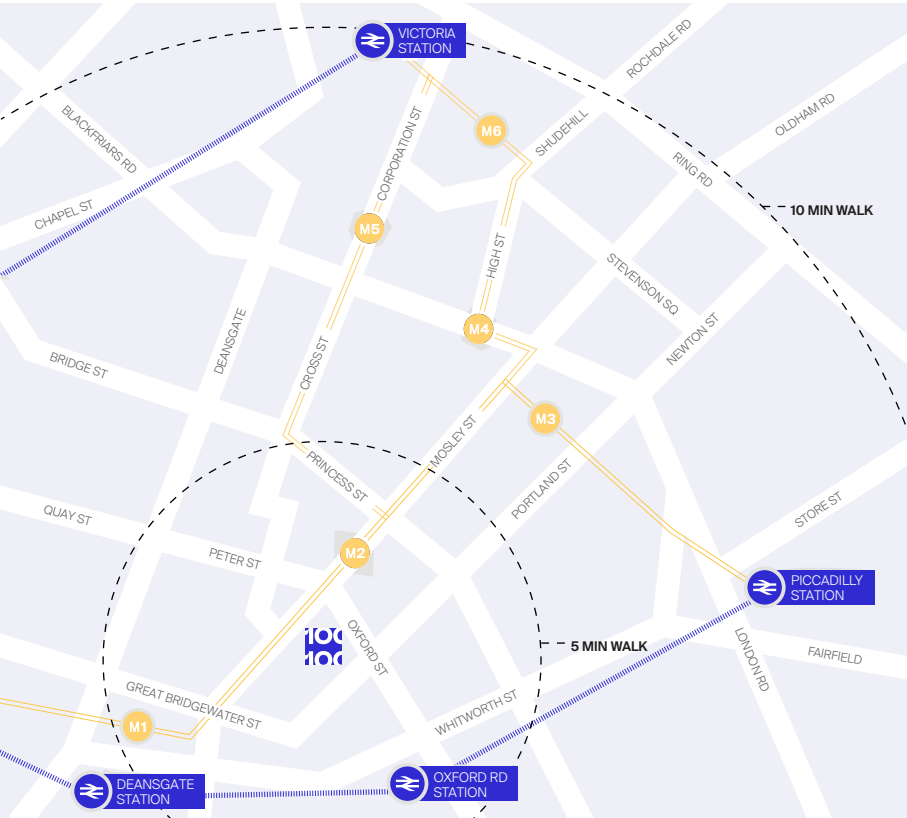 VICTORIA
STATION
ROCHDALE RD
OLDHAM RD
BLACKFRIARS RD
M6
SHUDEHILL
CORPORATION ST
RING RD
CHAPEL ST
10 MIN WALK
M5
HIGH ST
STEVENSON SQ
DEANSGATE
M4
NEWTON ST
BRIDGE ST
CROSS ST
M3
MOSLEY ST
PRINCESS ST
PORTLAND ST
QUAY ST
STORE ST
PETER ST
M2
PICCADILLY
STATION
100
100
OXFORD ST
5 MIN WALK
LONDON RD
FAIRFIELD
GREAT BRIDGEWATER ST
WHITWORTH ST
M1
DEANSGATE
STATION
OXFORD RD
STATION